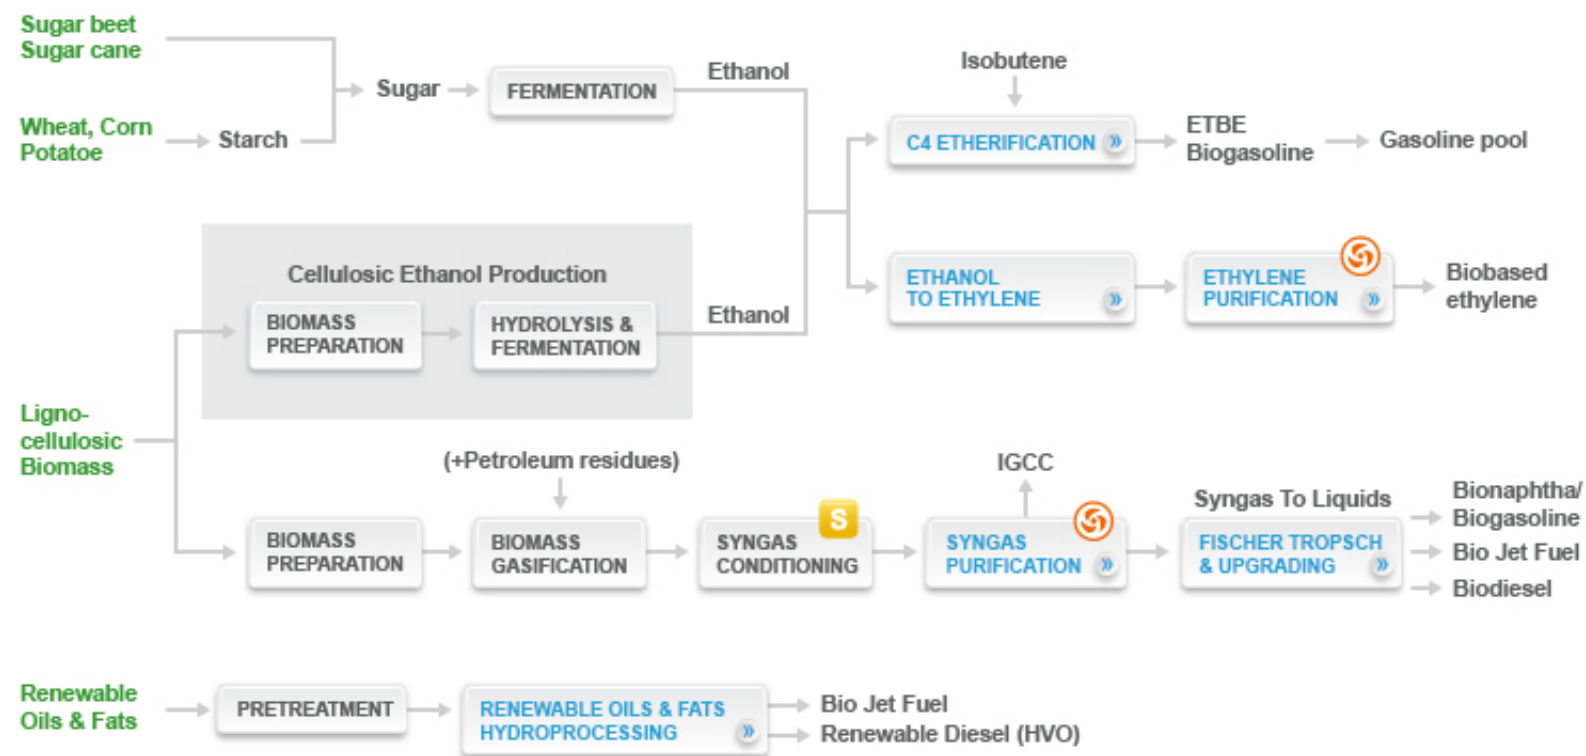 Sugar beet
Sugar cane
Wheat, Corn
Potatoe
Starch
Sugar
FERMENTATION
Ethanol
Isobutene
C4 ETHERIFICATION »
ETBE
Biogasoline
Gasoline pool
Cellulosic Ethanol Production
BIOMASS
PREPARATION
HYDROLYSIS &
FERMENTATION
Ethanol
ETHANOL
TO ETHYLENE »
ETHYLENE
PURIFICATION »
Biobased
ethylene
Ligno-
cellulosic
Biomass
(+Petroleum residues)
BIOMASS
PREPARATION
BIOMASS
GASIFICATION
S
SYNGAS
CONDITIONING
IGCC
SYNGAS
PURIFICATION »
Syngas To Liquids
FISCHER TROPSCH
& UPGRADING »
Bionaphtha/
Biogasoline
Bio Jet Fuel
Biodiesel
Renewable
Oils & Fats
PRETREATMENT
RENEWABLE OILS & FATS
HYDROPROCESSING »
Bio Jet Fuel
Renewable Diesel (HVO)